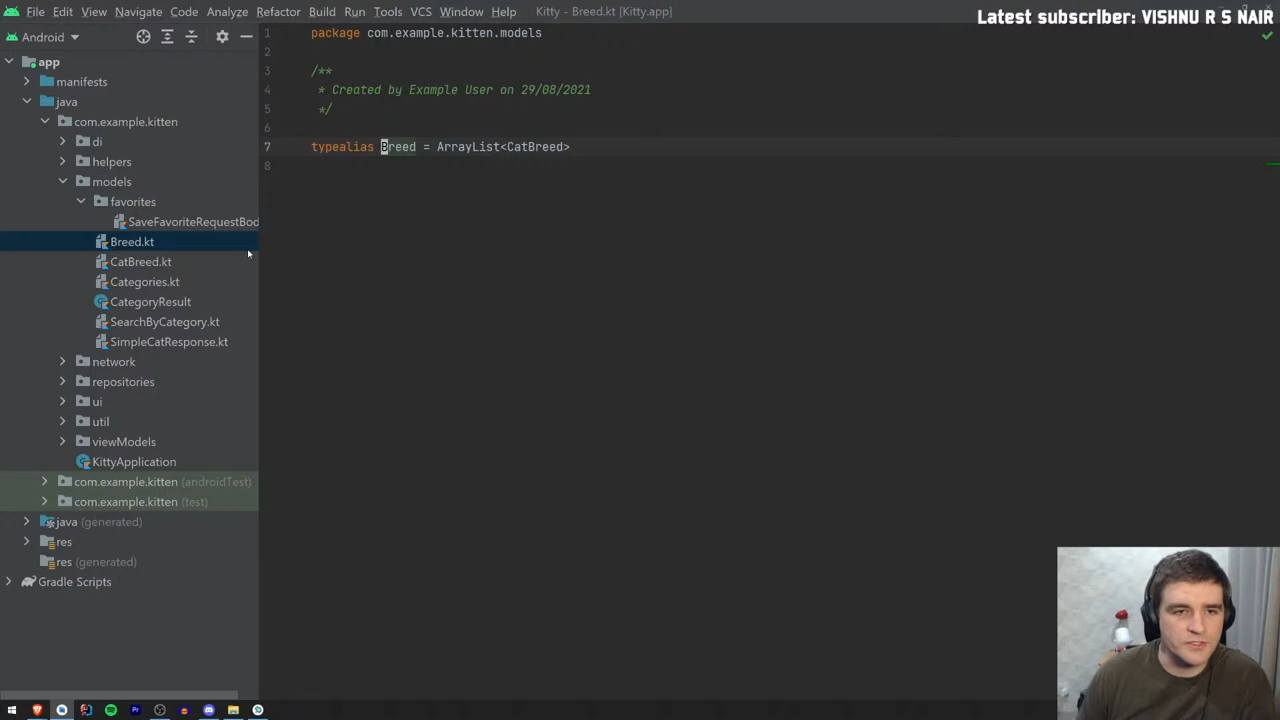 File Edit View Navigate Code Analyze Refactor Build Run Tools VCS Window Help Kitty - Breed.kt [Kitty.app]
Latest subscriber: VISHNU R S NAIR
Android
app
manifests
java
com.example.kitten
di
helpers
models
favorites
SaveFavoriteRequestBod
Breed.kt
CatBreed.kt
Categories.kt
CategoryResult
SearchByCategory.kt
SimpleCatResponse.kt
network
repositories
ui
util
viewModels
KittyApplication
com.example.kitten (androidTest)
com.example.kitten (test)
java (generated)
res
res (generated)
Gradle Scripts
1 package com.example.kitten.models
2
3 /**
4 * Created by Example User on 29/08/2021
5 */
6
7 typealias Breed = ArrayList<CatBreed>
8